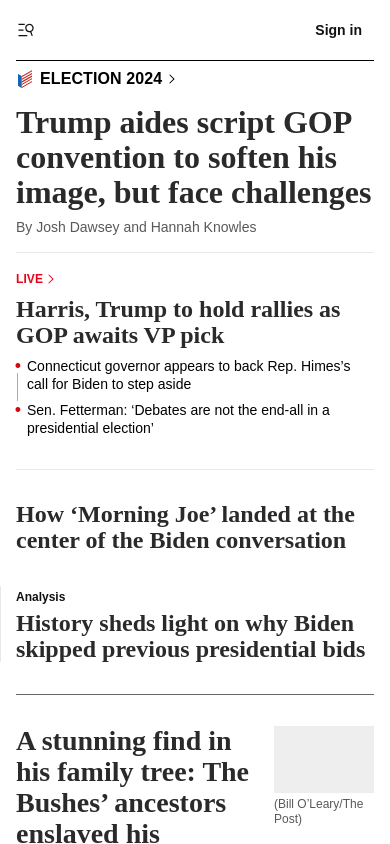 Sign in
ELECTION 2024
Trump aides script GOP
convention to soften his
image, but face challenges
By Josh Dawsey and Hannah Knowles
LIVE
Harris, Trump to hold rallies as
GOP awaits VP pick
Connecticut governor appears to back Rep. Himes’s
call for Biden to step aside
Sen. Fetterman: ‘Debates are not the end-all in a
presidential election’
How ‘Morning Joe’ landed at the
center of the Biden conversation
Analysis
History sheds light on why Biden
skipped previous presidential bids
A stunning find in
his family tree: The
Bushes’ ancestors
enslaved his
(Bill O’Leary/The
Post)